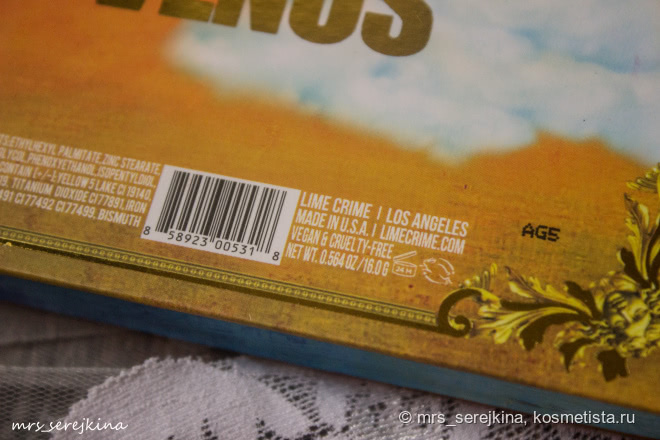 VENUS
ETHYLHEXYL PALMITATE, ZINC STEARATE
PHENOXYETHANOL, ISOPENTYLDIOL
CONTAIN (+/-): YELLOW 5 LAKE CI 19140,
TITANIUM DIOXIDE CI 77891, IRON
CI 77492 CI 77499, BISMUTH
8 58923 00531 8
LIME CRIME | LOS ANGELES
MADE IN U.S.A. | LIMECRIME.COM
VEGAN & CRUELTY-FREE
NET WT. 0.564 OZ / 16.0 G
24 M
AG5
mrs_serejkina
© mrs_serejkina, kosmetista.ru